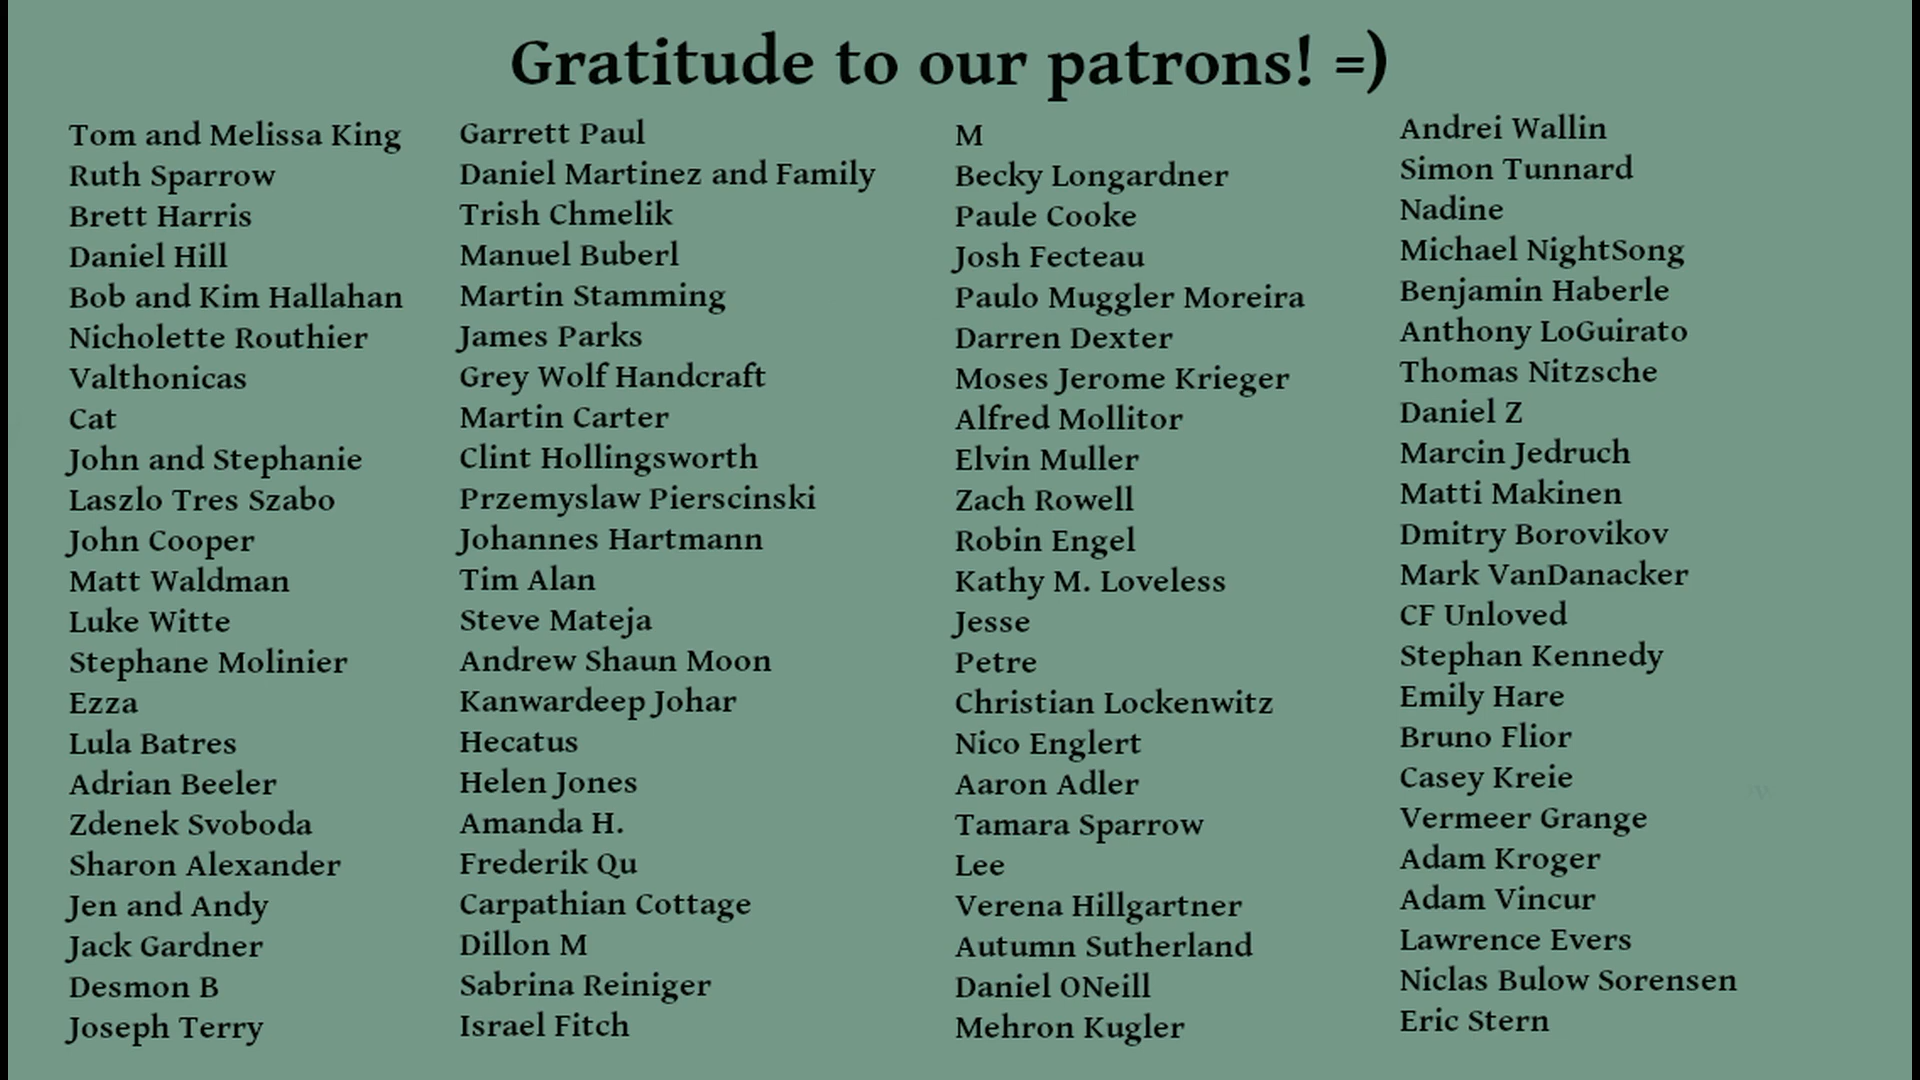 Gratitude to our patrons! =)
Tom and Melissa King
Ruth Sparrow
Brett Harris
Daniel Hill
Bob and Kim Hallahan
Nicholette Routhier
Valthonicas
Cat
John and Stephanie
Laszlo Tres Szabo
John Cooper
Matt Waldman
Luke Witte
Stephane Molinier
Ezza
Lula Batres
Adrian Beeler
Zdenek Svoboda
Sharon Alexander
Jen and Andy
Jack Gardner
Desmon B
Joseph Terry
Garrett Paul
Daniel Martinez and Family
Trish Chmelik
Manuel Buberl
Martin Stamming
James Parks
Grey Wolf Handcraft
Martin Carter
Clint Hollingsworth
Przemyslaw Pierscinski
Johannes Hartmann
Tim Alan
Steve Mateja
Andrew Shaun Moon
Kanwardeep Johar
Hecatus
Helen Jones
Amanda H.
Frederik Qu
Carpathian Cottage
Dillon M
Sabrina Reiniger
Israel Fitch
M
Becky Longardner
Paule Cooke
Josh Fecteau
Paulo Muggler Moreira
Darren Dexter
Moses Jerome Krieger
Alfred Mollitor
Elvin Muller
Zach Rowell
Robin Engel
Kathy M. Loveless
Jesse
Petre
Christian Lockenwitz
Nico Englert
Aaron Adler
Tamara Sparrow
Lee
Verena Hillgartner
Autumn Sutherland
Daniel ONeill
Mehron Kugler
Andrei Wallin
Simon Tunnard
Nadine
Michael NightSong
Benjamin Haberle
Anthony LoGuirato
Thomas Nitzsche
Daniel Z
Marcin Jedruch
Matti Makinen
Dmitry Borovikov
Mark VanDanacker
CF Unloved
Stephan Kennedy
Emily Hare
Bruno Flior
Casey Kreie
Vermeer Grange
Adam Kroger
Adam Vincur
Lawrence Evers
Niclas Bulow Sorensen
Eric Stern